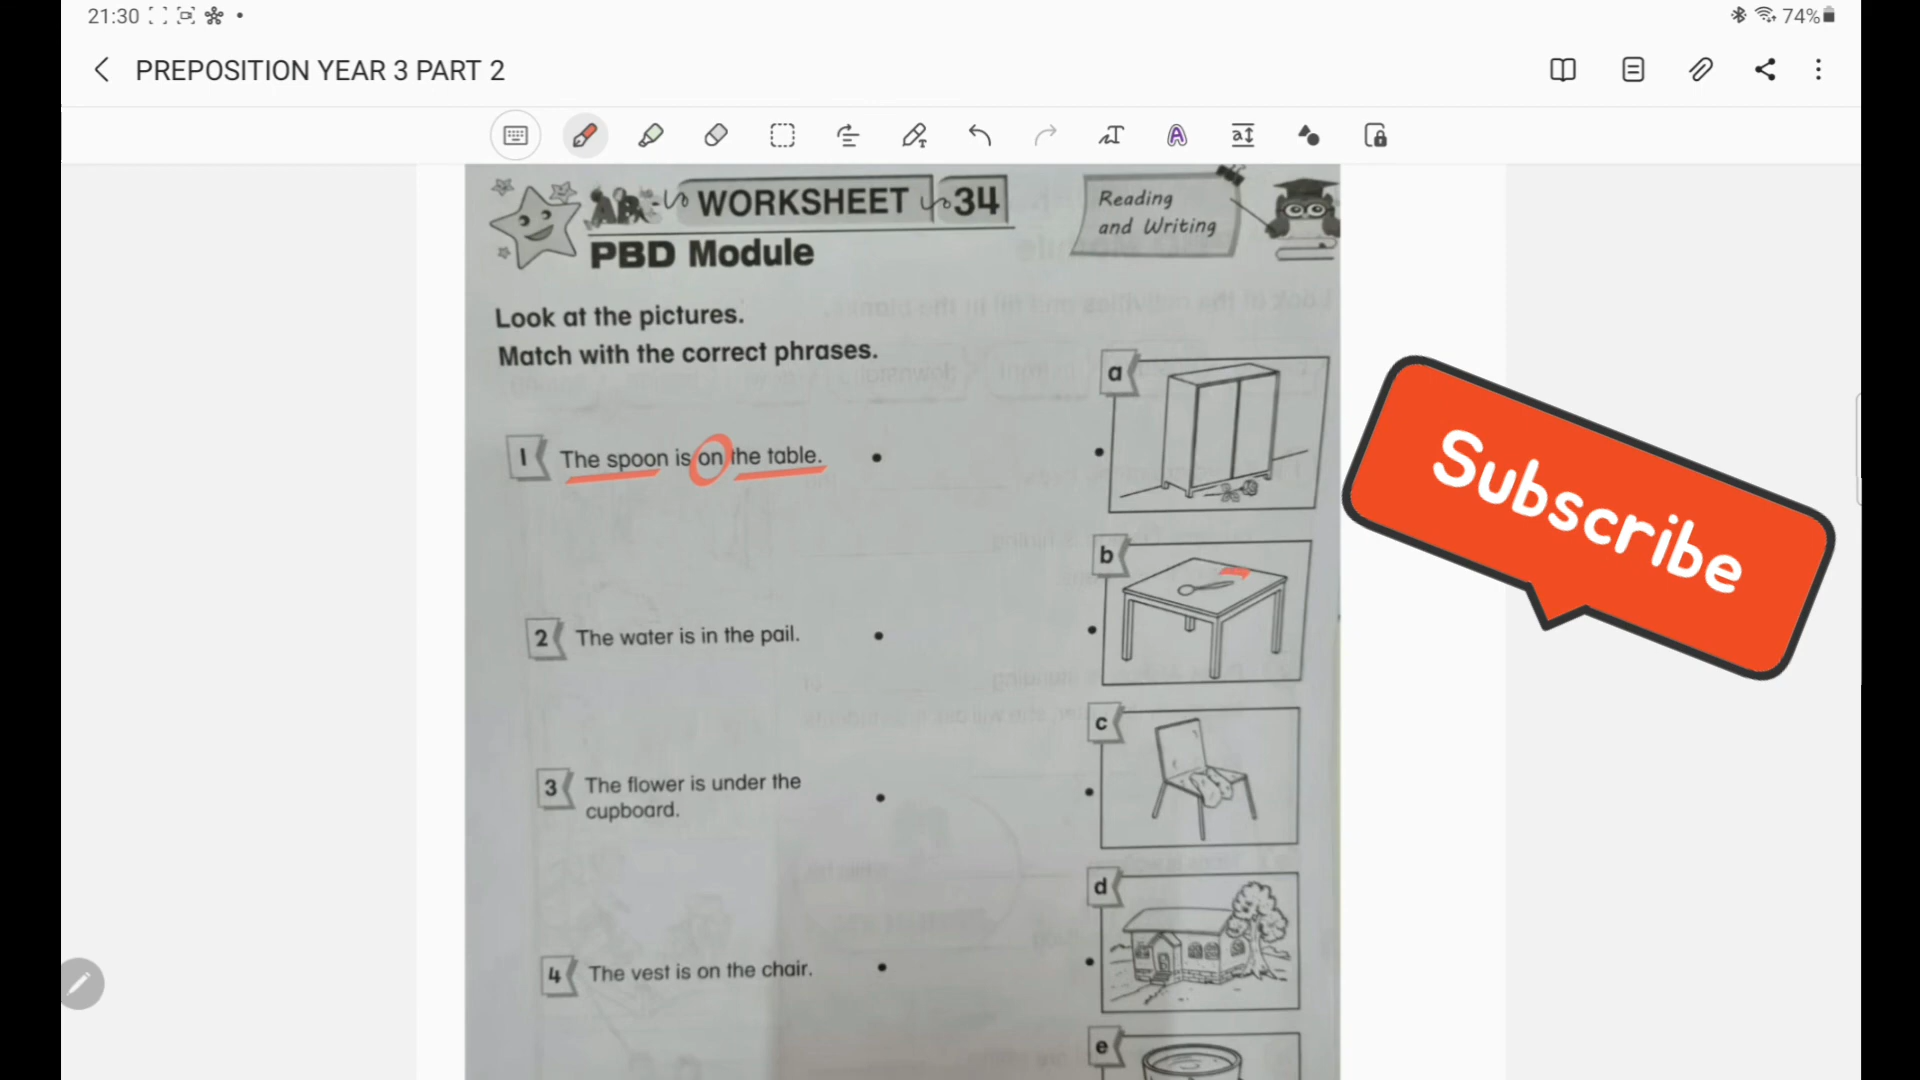 21:30
74%
PREPOSITION YEAR 3 PART 2
WORKSHEET 34
Reading
and Writing
PBD Module
Look at the pictures.
Match with the correct phrases.
a
1 The spoon is on the table.
b
2 The water is in the pail.
c
3 The flower is under the
cupboard.
d
4 The vest is on the chair.
e
Subscribe